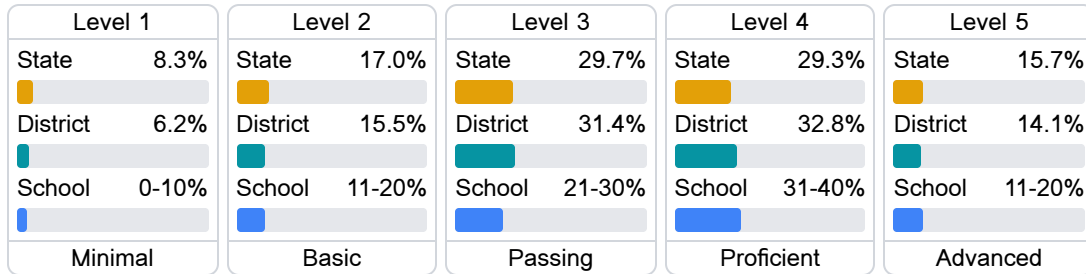 Level 1
State 8.3%
District 6.2%
School 0-10%
Minimal
Level 2
State 17.0%
District 15.5%
School 11-20%
Basic
Level 3
State 29.7%
District 31.4%
School 21-30%
Passing
Level 4
State 29.3%
District 32.8%
School 31-40%
Proficient
Level 5
State 15.7%
District 14.1%
School 11-20%
Advanced